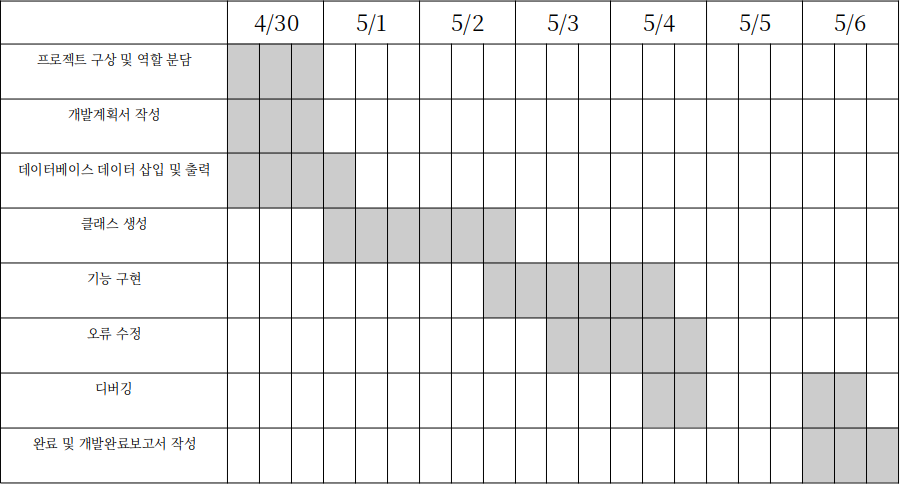 4/30 5/1 5/2 5/3 5/4 5/5 5/6
프로젝트 구상 및 역할 분담
개발계획서 작성
데이터베이스 데이터 삽입 및 출력
클래스 생성
기능 구현
오류 수정
디버깅
완료 및 개발완료보고서 작성